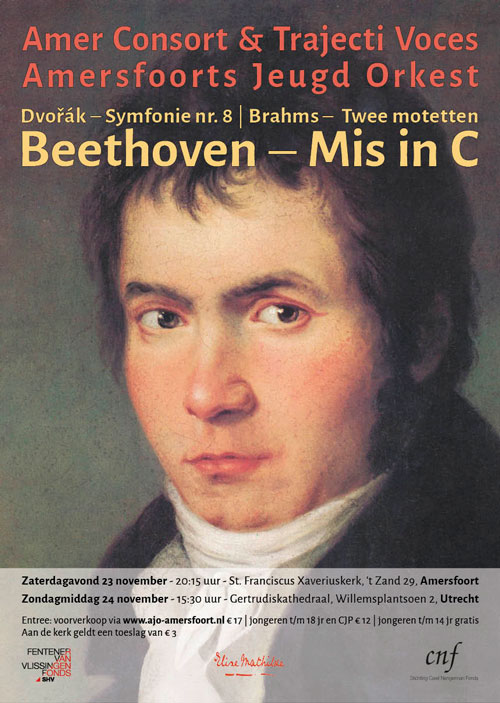 Amer Consort & Trajecti Voces
Amersfoorts Jeugd Orkest
Dvořák – Symfonie nr. 8 | Brahms – Twee motetten
Beethoven – Mis in C
Zaterdagavond 23 november - 20:15 uur - St. Franciscus Xaveriuskerk, ‘t Zand 29, Amersfoort
Zondagmiddag 24 november - 15:30 uur - Gertrudiskathedraal, Willemsplantsoen 2, Utrecht
Entree: voorverkoop via www.ajo-amersfoort.nl € 17 | jongeren t/m 18 jr en CJP € 12 | jongeren t/m 14 jr gratis
Aan de kerk geldt een toeslag van € 3
FENTENER
VAN
VLISSINGEN
FONDS
SHV
Elise Mathilde
cnf
Stichting Carel Nengerman Fonds